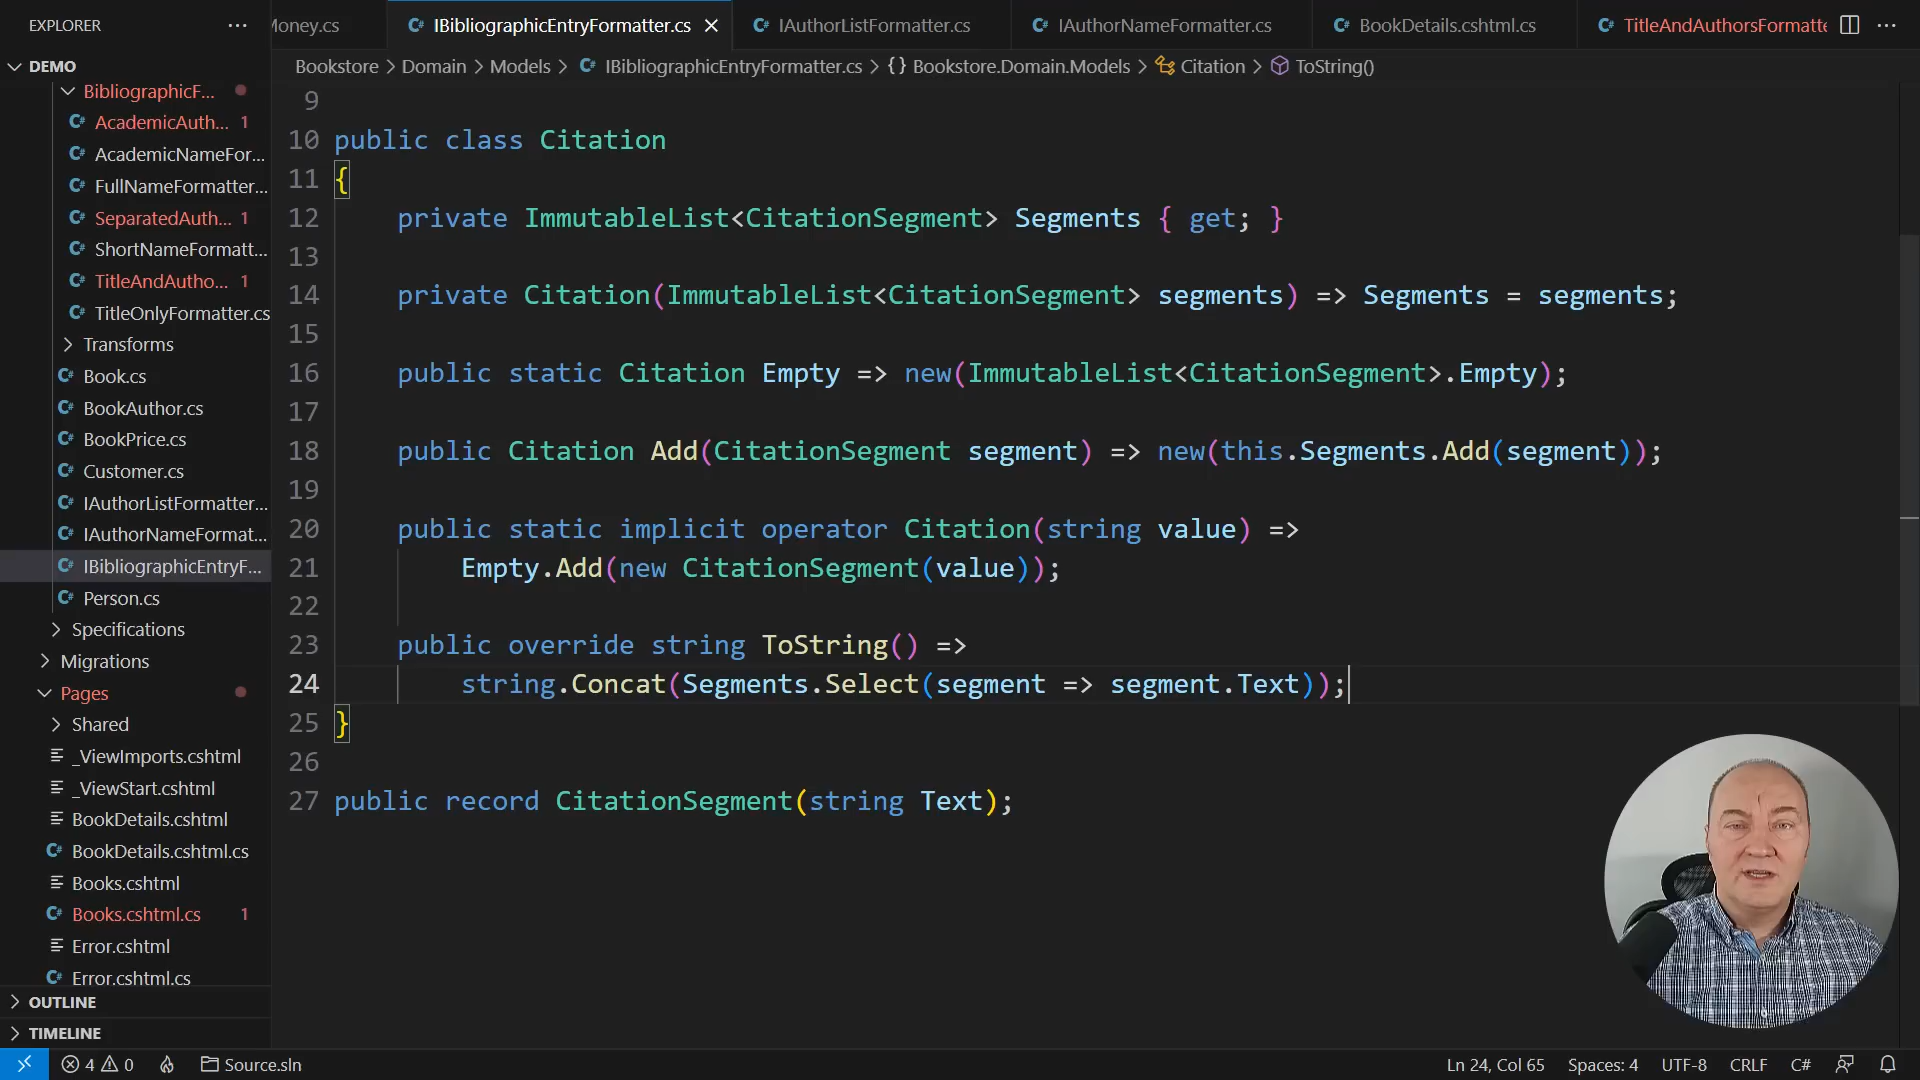 EXPLORER
DEMO
BibliographicF...
AcademicAuth... 1
AcademicNameFor...
FullNameFormatter...
SeparatedAuth... 1
ShortNameFormatt...
TitleAndAutho... 1
TitleOnlyFormatter.cs
Transforms
Book.cs
BookAuthor.cs
BookPrice.cs
Customer.cs
IAuthorListFormatter...
IAuthorNameFormat...
IBibliographicEntryF...
Person.cs
Specifications
Migrations
Pages
Shared
_ViewImports.cshtml
_ViewStart.cshtml
BookDetails.cshtml
BookDetails.cshtml.cs
Books.cshtml
Books.cshtml.cs 1
Error.cshtml
Error.cshtml.cs
OUTLINE
TIMELINE
Money.cs IBibliographicEntryFormatter.cs IAuthorListFormatter.cs IAuthorNameFormatter.cs BookDetails.cshtml.cs TitleAndAuthorsFormatte
Bookstore > Domain > Models > IBibliographicEntryFormatter.cs > {} Bookstore.Domain.Models > Citation > ToString()
9
10 public class Citation
11 {
12 private ImmutableList<CitationSegment> Segments { get; }
13
14 private Citation(ImmutableList<CitationSegment> segments) => Segments = segments;
15
16 public static Citation Empty => new(ImmutableList<CitationSegment>.Empty);
17
18 public Citation Add(CitationSegment segment) => new(this.Segments.Add(segment));
19
20 public static implicit operator Citation(string value) =>
21 Empty.Add(new CitationSegment(value));
22
23 public override string ToString() =>
24 string.Concat(Segments.Select(segment => segment.Text));
25 }
26
27 public record CitationSegment(string Text);
4 0 Source.sln Ln 24, Col 65 Spaces: 4 UTF-8 CRLF C#